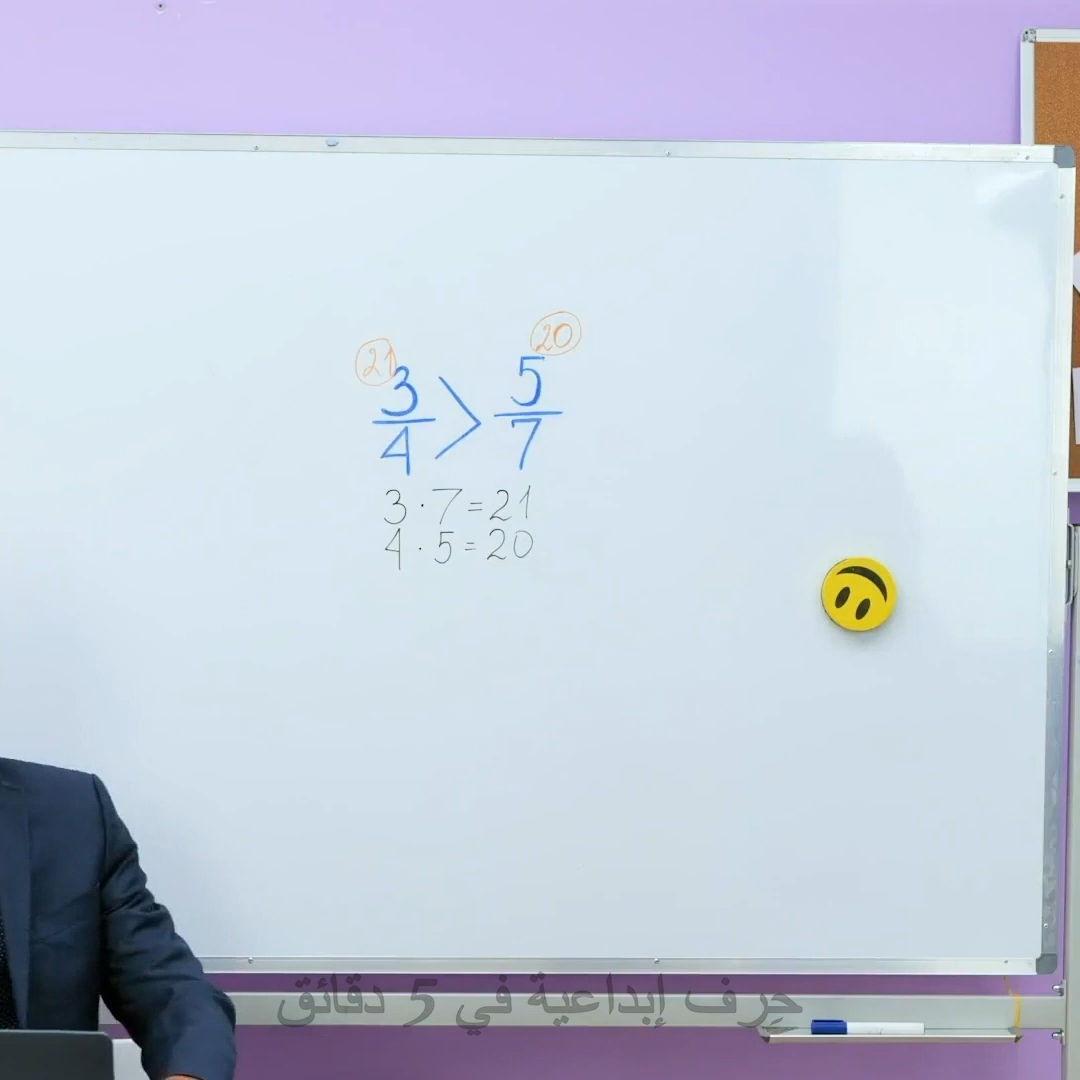 21 20
3/4 > 5/7
3 · 7 = 21
4 · 5 = 20
حِرف إبداعية في 5 دقائق